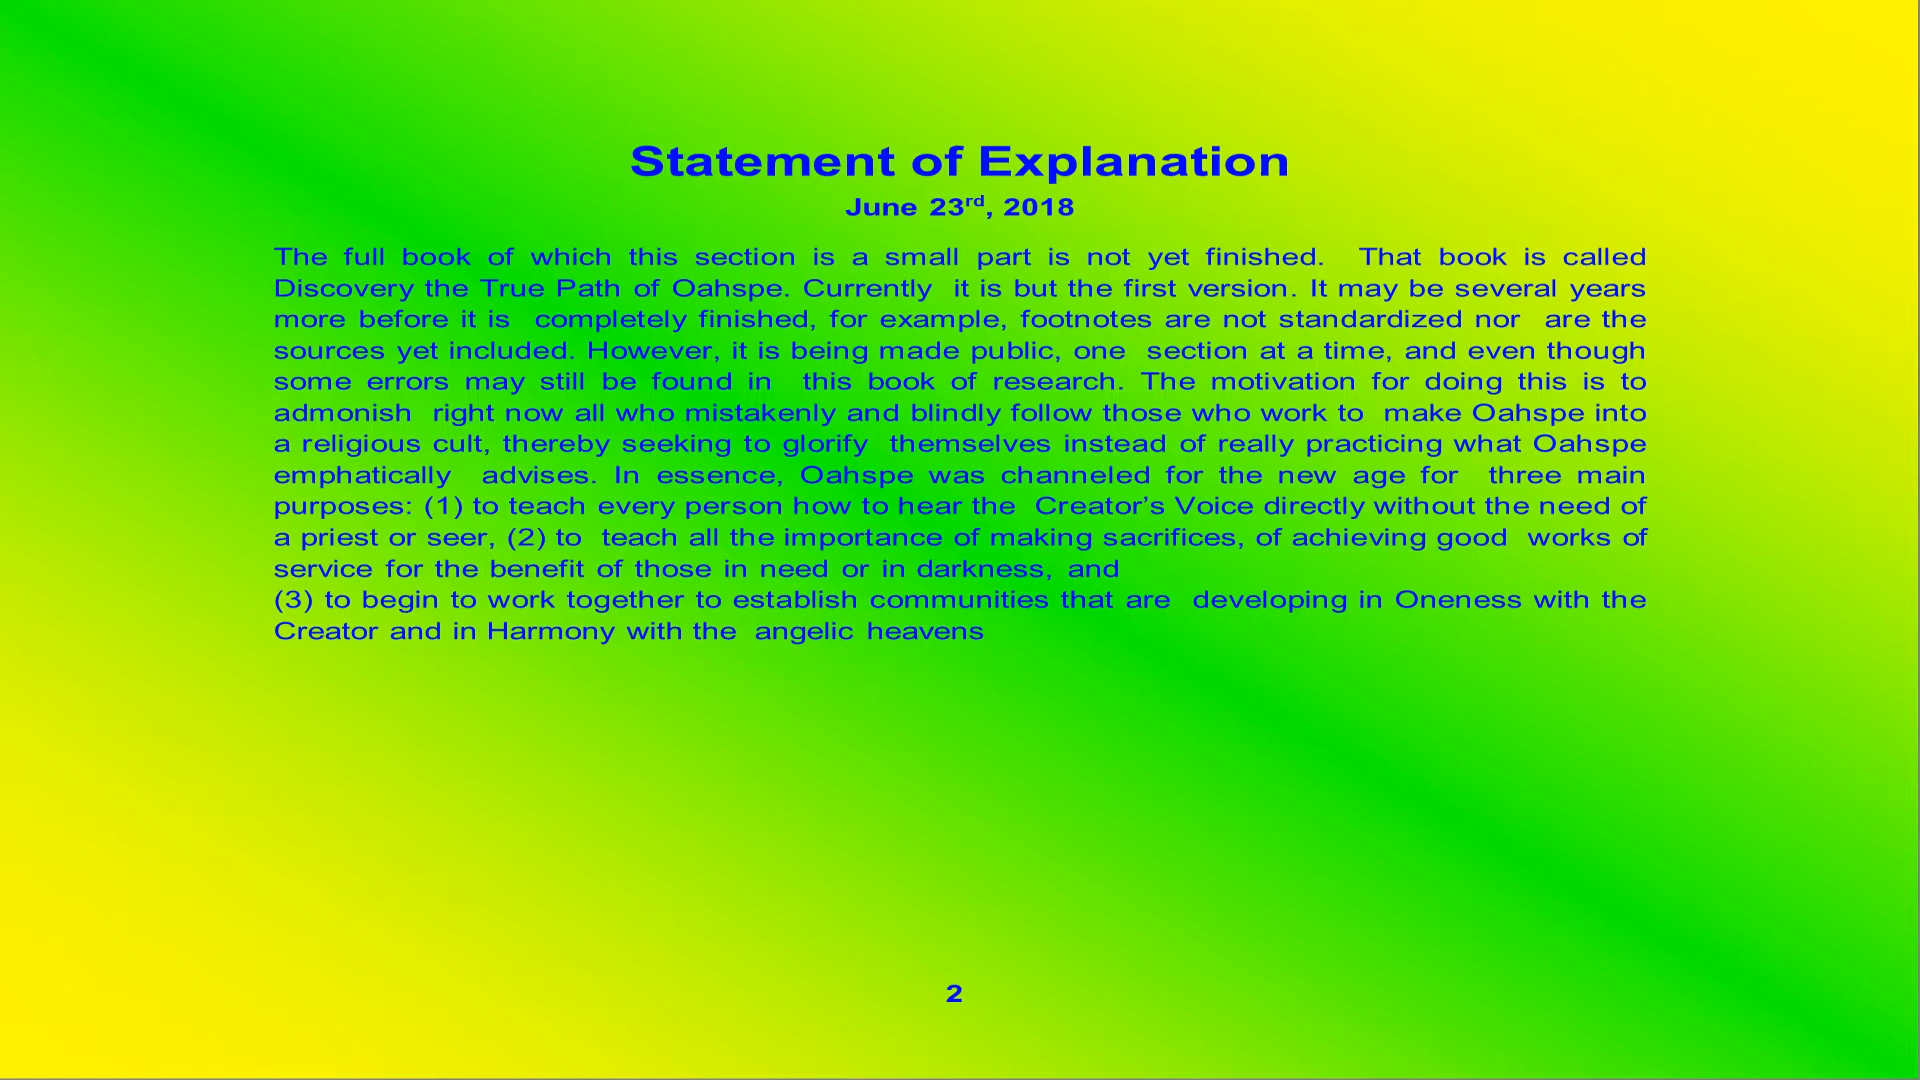 Statement of Explanation
June 23rd, 2018
The full book of which this section is a small part is not yet finished. That book is called
Discovery the True Path of Oahspe. Currently it is but the first version. It may be several years
more before it is completely finished, for example, footnotes are not standardized nor are the
sources yet included. However, it is being made public, one section at a time, and even though
some errors may still be found in this book of research. The motivation for doing this is to
admonish right now all who mistakenly and blindly follow those who work to make Oahspe into
a religious cult, thereby seeking to glorify themselves instead of really practicing what Oahspe
emphatically advises. In essence, Oahspe was channeled for the new age for three main
purposes: (1) to teach every person how to hear the Creator’s Voice directly without the need of
a priest or seer, (2) to teach all the importance of making sacrifices, of achieving good works of
service for the benefit of those in need or in darkness, and
(3) to begin to work together to establish communities that are developing in Oneness with the
Creator and in Harmony with the angelic heavens
2